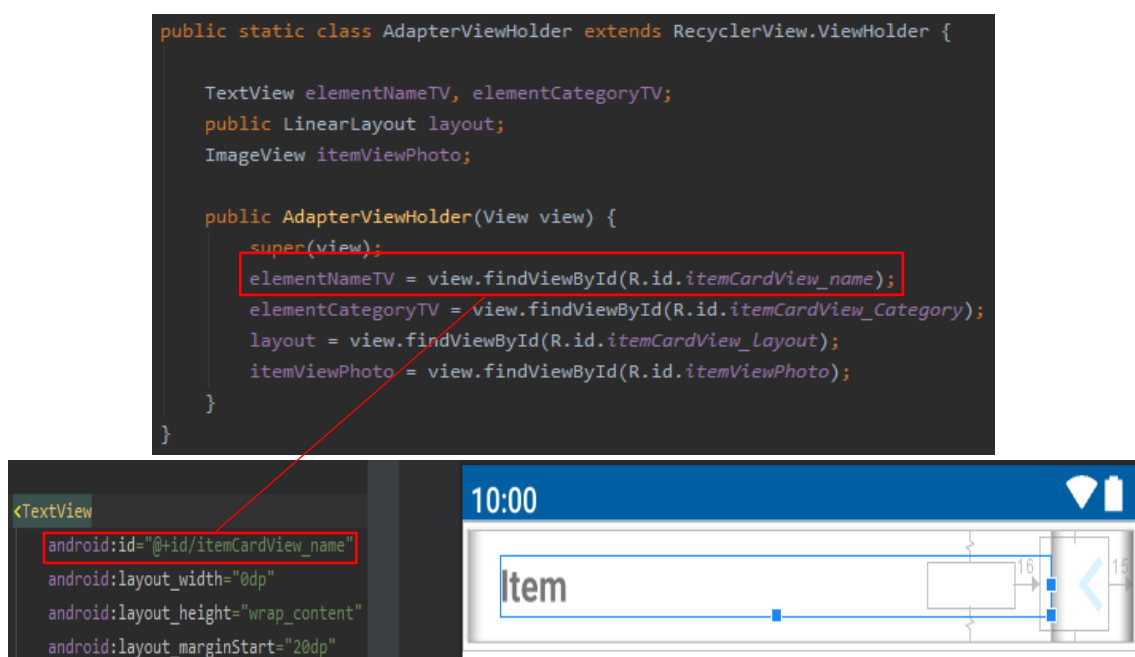 public static class AdapterViewHolder extends RecyclerView.ViewHolder {
TextView elementNameTV, elementCategoryTV;
public LinearLayout layout;
ImageView itemViewPhoto;
public AdapterViewHolder(View view) {
super(view);
elementNameTV = view.findViewById(R.id.itemCardView_name);
elementCategoryTV = view.findViewById(R.id.itemCardView_Category);
layout = view.findViewById(R.id.itemCardView_layout);
itemViewPhoto = view.findViewById(R.id.itemViewPhoto);
}
}
<TextView
android:id="@+id/itemCardView_name"
android:layout_width="0dp"
android:layout_height="wrap_content"
android:layout_marginStart="20dp"
10:00
Item
16
15